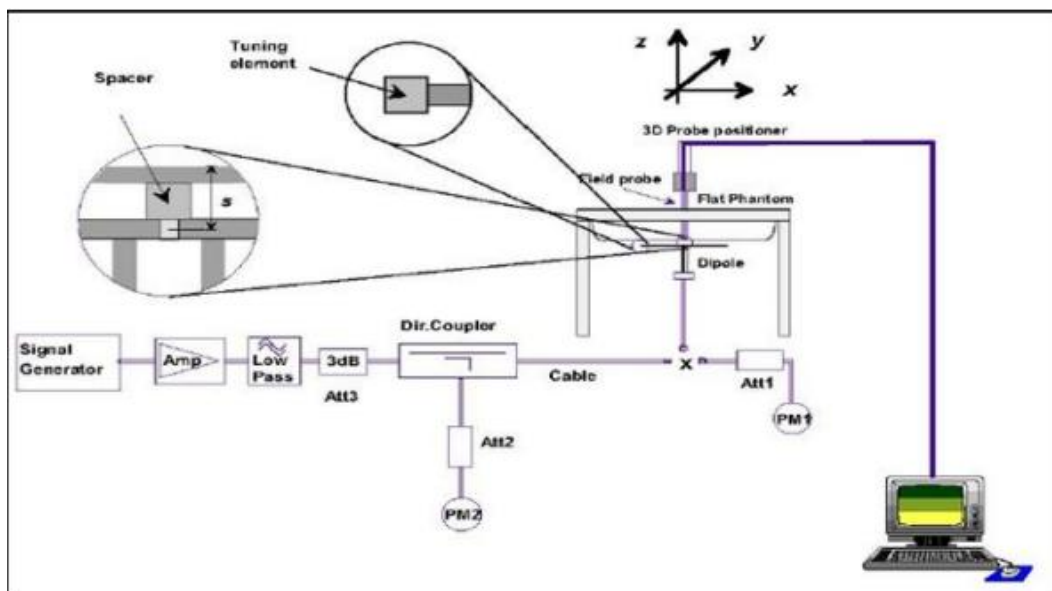 Tuning
element
Spacer
s
z
y
x
3D Probe positioner
Field probe
Flat Phantom
Dipole
Signal
Generator
Amp
Low
Pass
3dB
Att3
Dir.Coupler
Cable
x
Att1
PM1
Att2
PM2